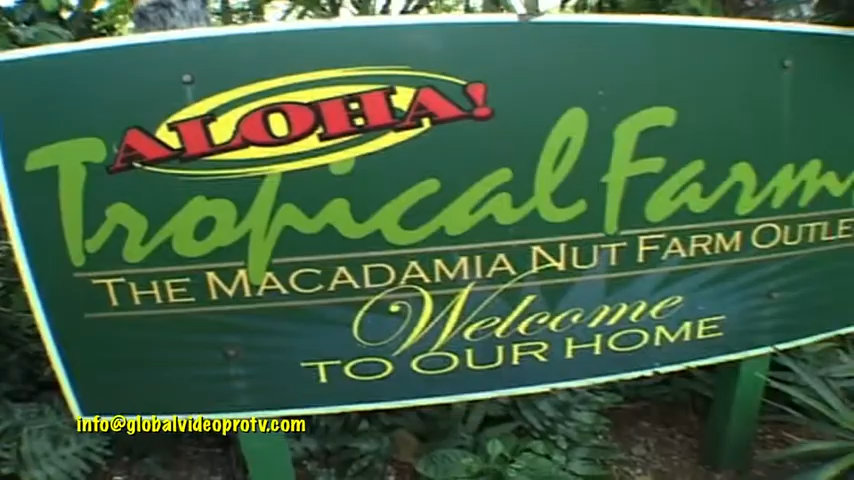 ALOHA!
Tropical Farm
THE MACADAMIA NUT FARM OUTLE
Welcome
TO OUR HOME
info@globalvideoprotv.com